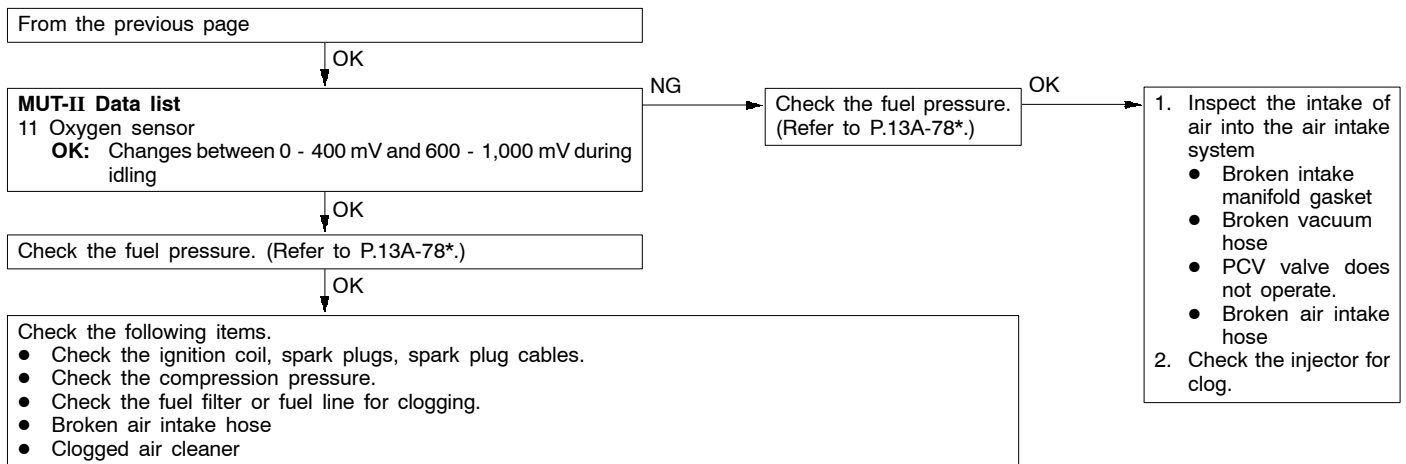 From the previous page
OK
MUT-II Data list
11 Oxygen sensor
OK: Changes between 0 - 400 mV and 600 - 1,000 mV during
idling
NG
Check the fuel pressure.
(Refer to P.13A-78*.)
OK
1. Inspect the intake of
air into the air intake
system
● Broken intake
manifold gasket
● Broken vacuum
hose
● PCV valve does
not operate.
● Broken air intake
hose
2. Check the injector for
clog.
OK
Check the fuel pressure. (Refer to P.13A-78*.)
OK
Check the following items.
● Check the ignition coil, spark plugs, spark plug cables.
● Check the compression pressure.
● Check the fuel filter or fuel line for clogging.
● Broken air intake hose
● Clogged air cleaner